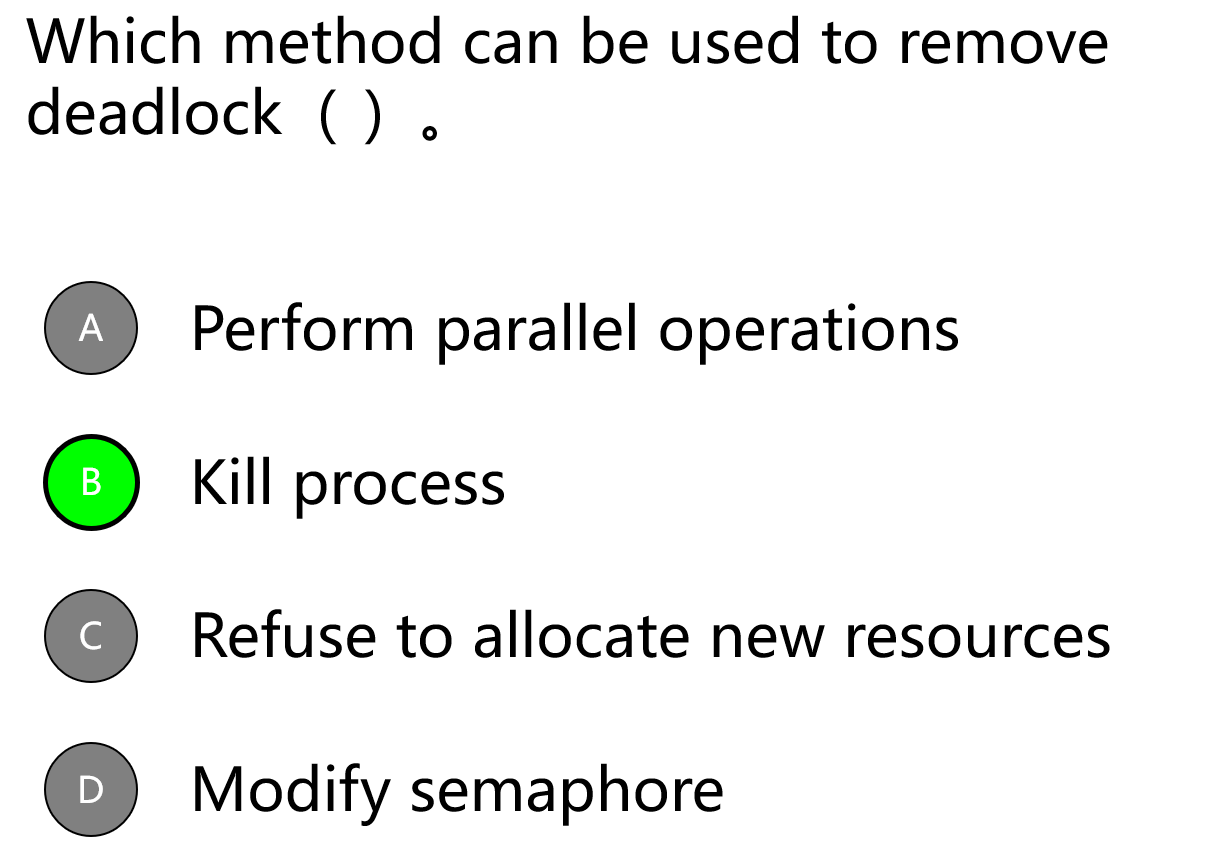 Which method can be used to remove
deadlock（ ）。
A Perform parallel operations
B Kill process
C Refuse to allocate new resources
D Modify semaphore